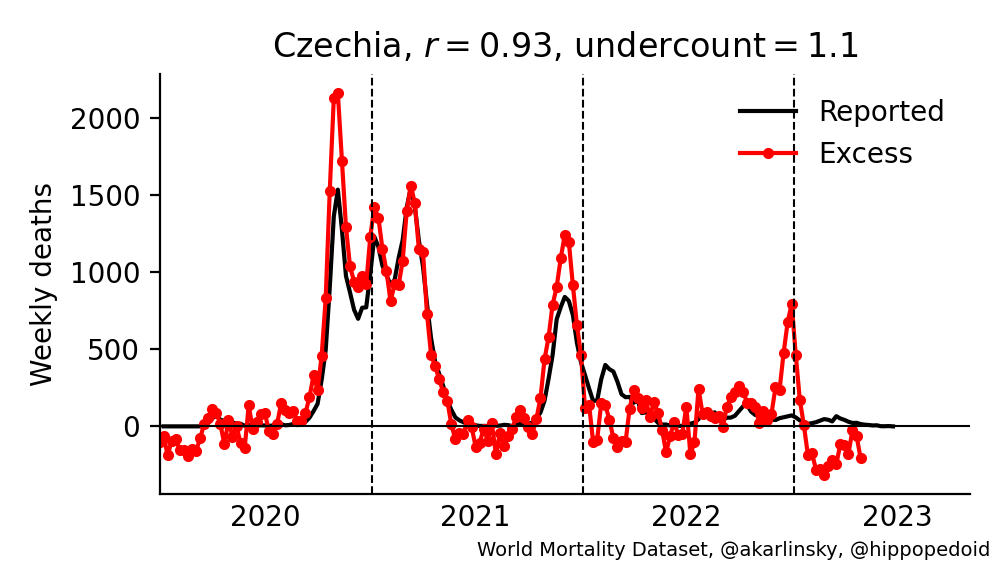 Czechia, r = 0.93, undercount = 1.1
Weekly deaths
2000
1500
1000
500
0
Reported
Excess
2020 2021 2022 2023
World Mortality Dataset, @akarlinsky, @hippopedoid